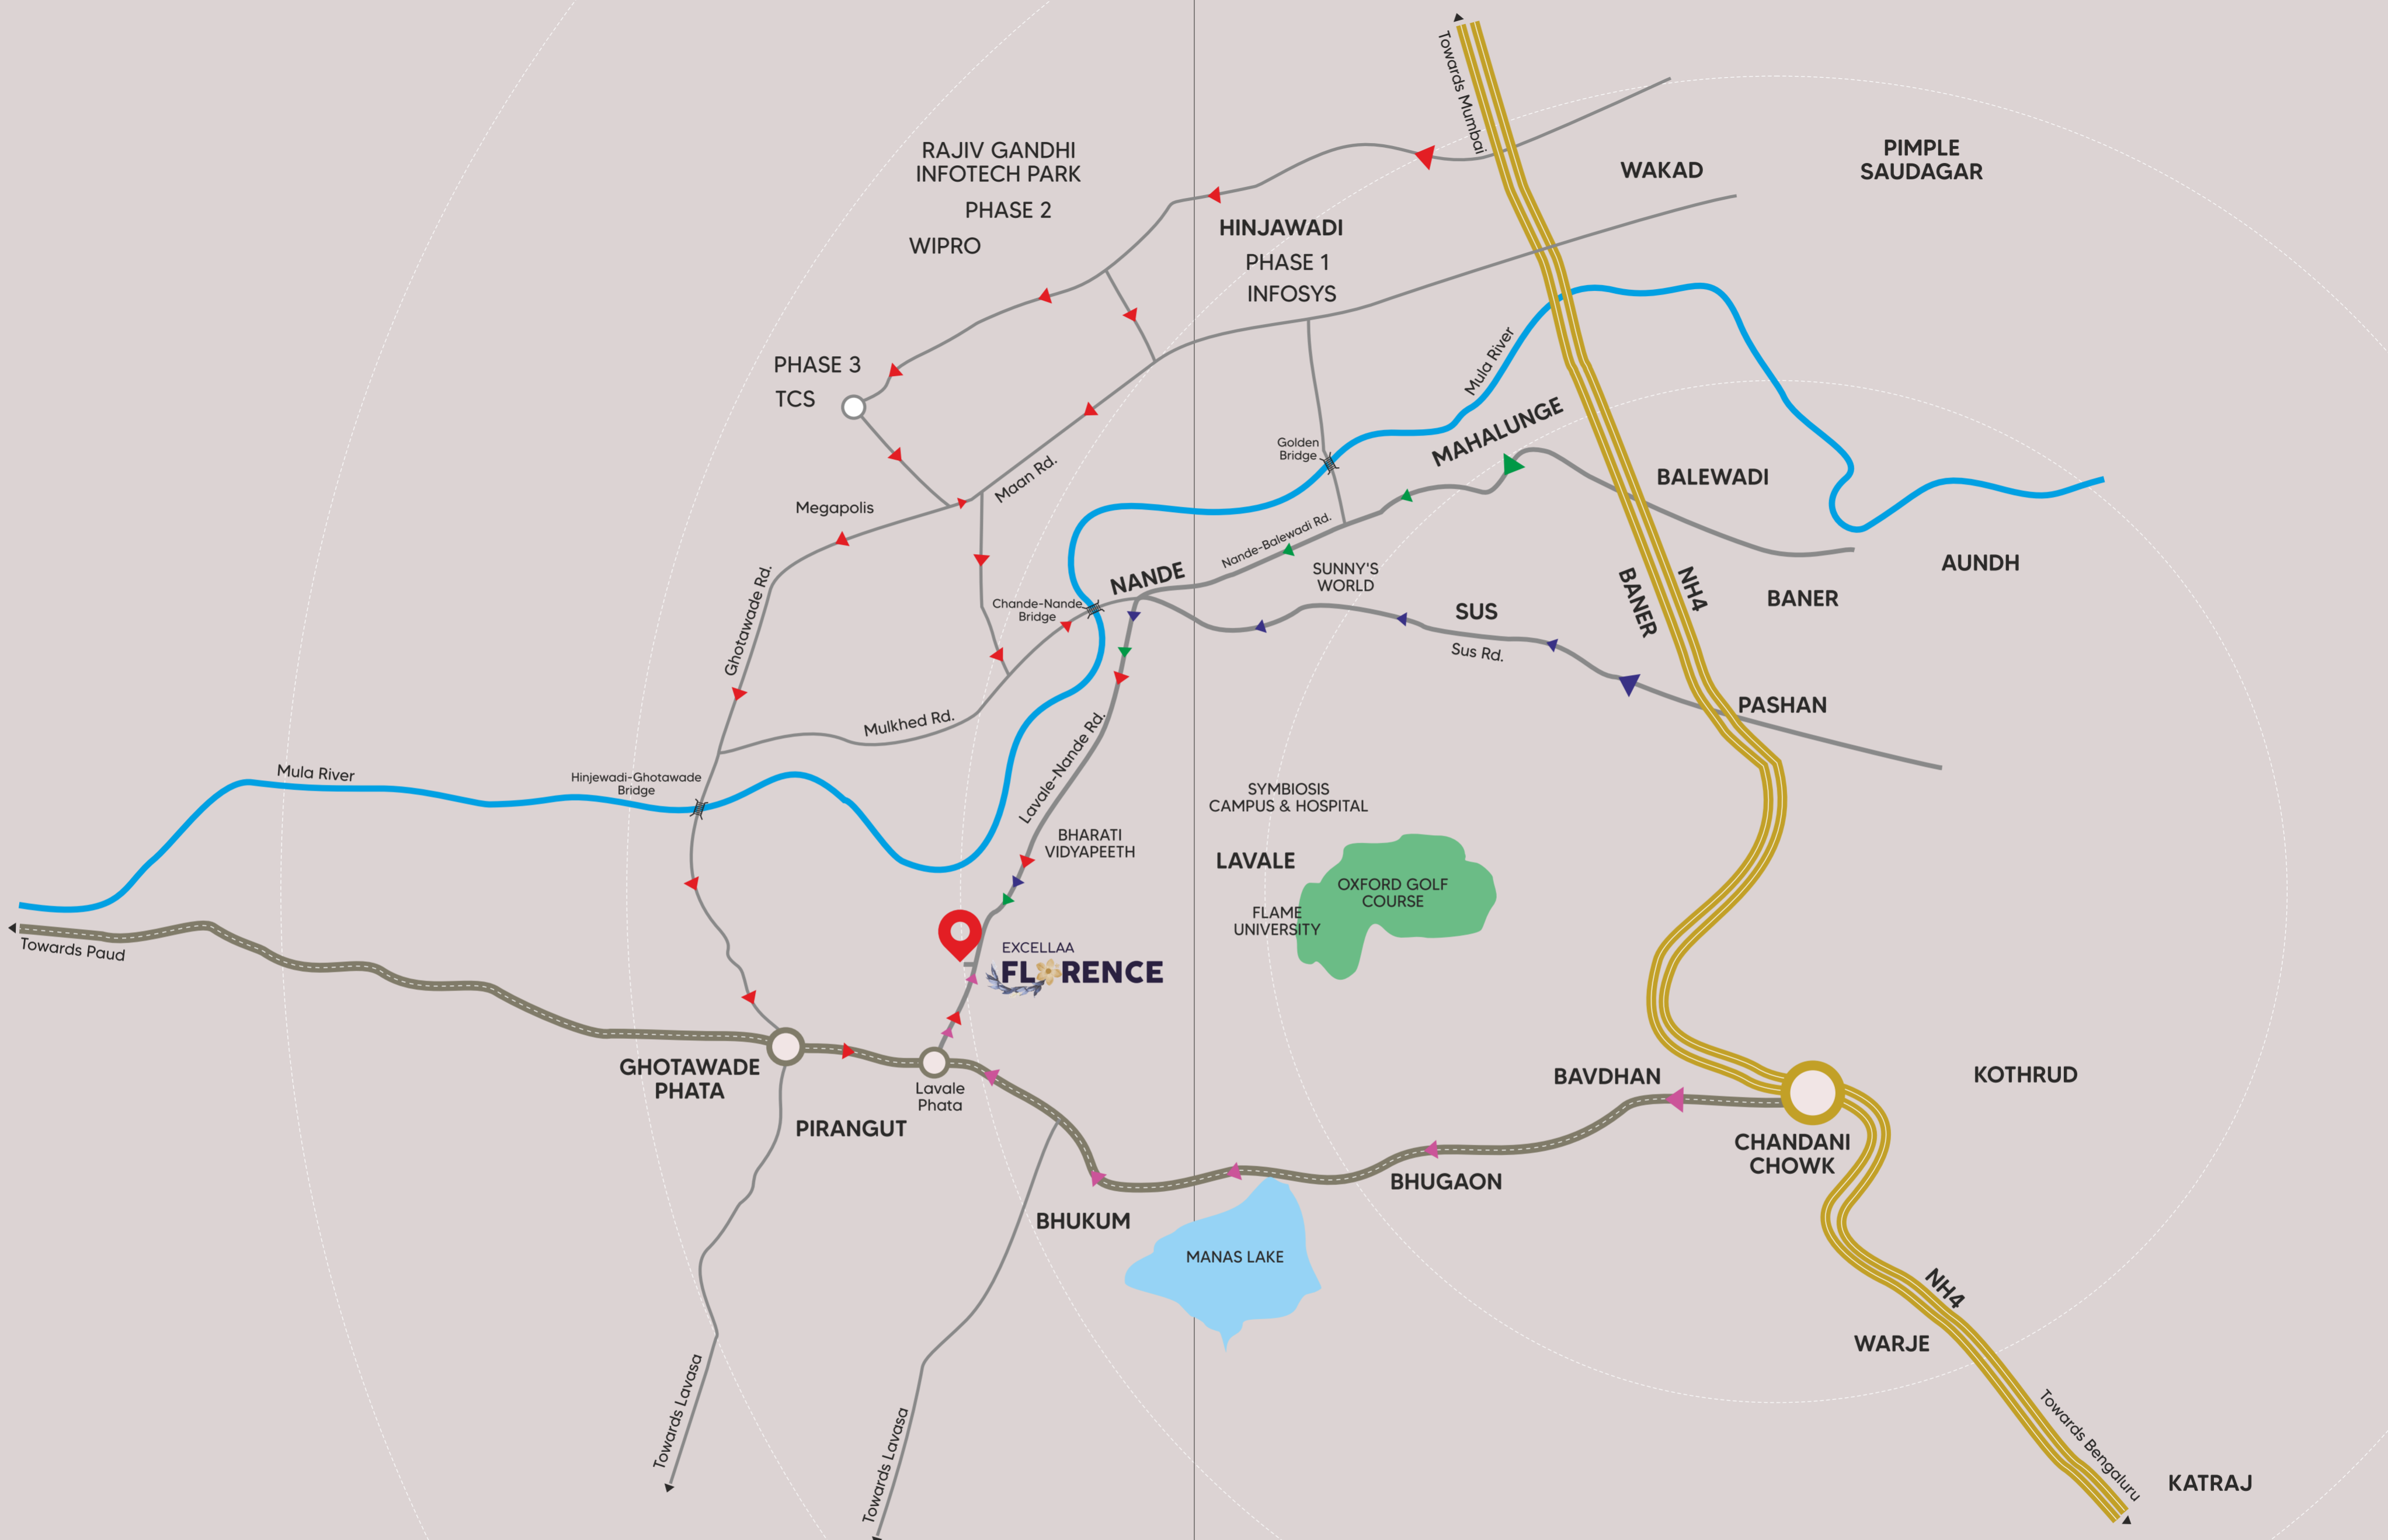 Towards Mumbai
RAJIV GANDHI
INFOTECH PARK
PHASE 2
WIPRO
WAKAD
PIMPLE
SAUDAGAR
HINJAWADI
PHASE 1
INFOSYS
PHASE 3
TCS
Mula River
MAHALUNGE
Golden
Bridge
BALEWADI
Maan Rd.
Megapolis
Nande-Balewadi Rd.
NANDE
SUNNY'S
WORLD
SUS
Sus Rd.
BANER
NH4
BANER
AUNDH
Chande-Nande
Bridge
Ghotawade Rd.
Mulkhed Rd.
PASHAN
Lavale-Nande Rd.
Mula River
Hinjewadi-Ghotawade
Bridge
SYMBIOSIS
CAMPUS & HOSPITAL
BHARATI
VIDYAPEETH
LAVALE
OXFORD GOLF
COURSE
FLAME
UNIVERSITY
Towards Paud
EXCELLAA
FLORENCE
GHOTAWADE
PHATA
Lavale
Phata
PIRANGUT
BAVDHAN
KOTHRUD
CHANDANI
CHOWK
BHUGAON
BHUKUM
MANAS LAKE
NH4
WARJE
Towards Lavasa
Towards Lavasa
Towards Bengaluru
KATRAJ